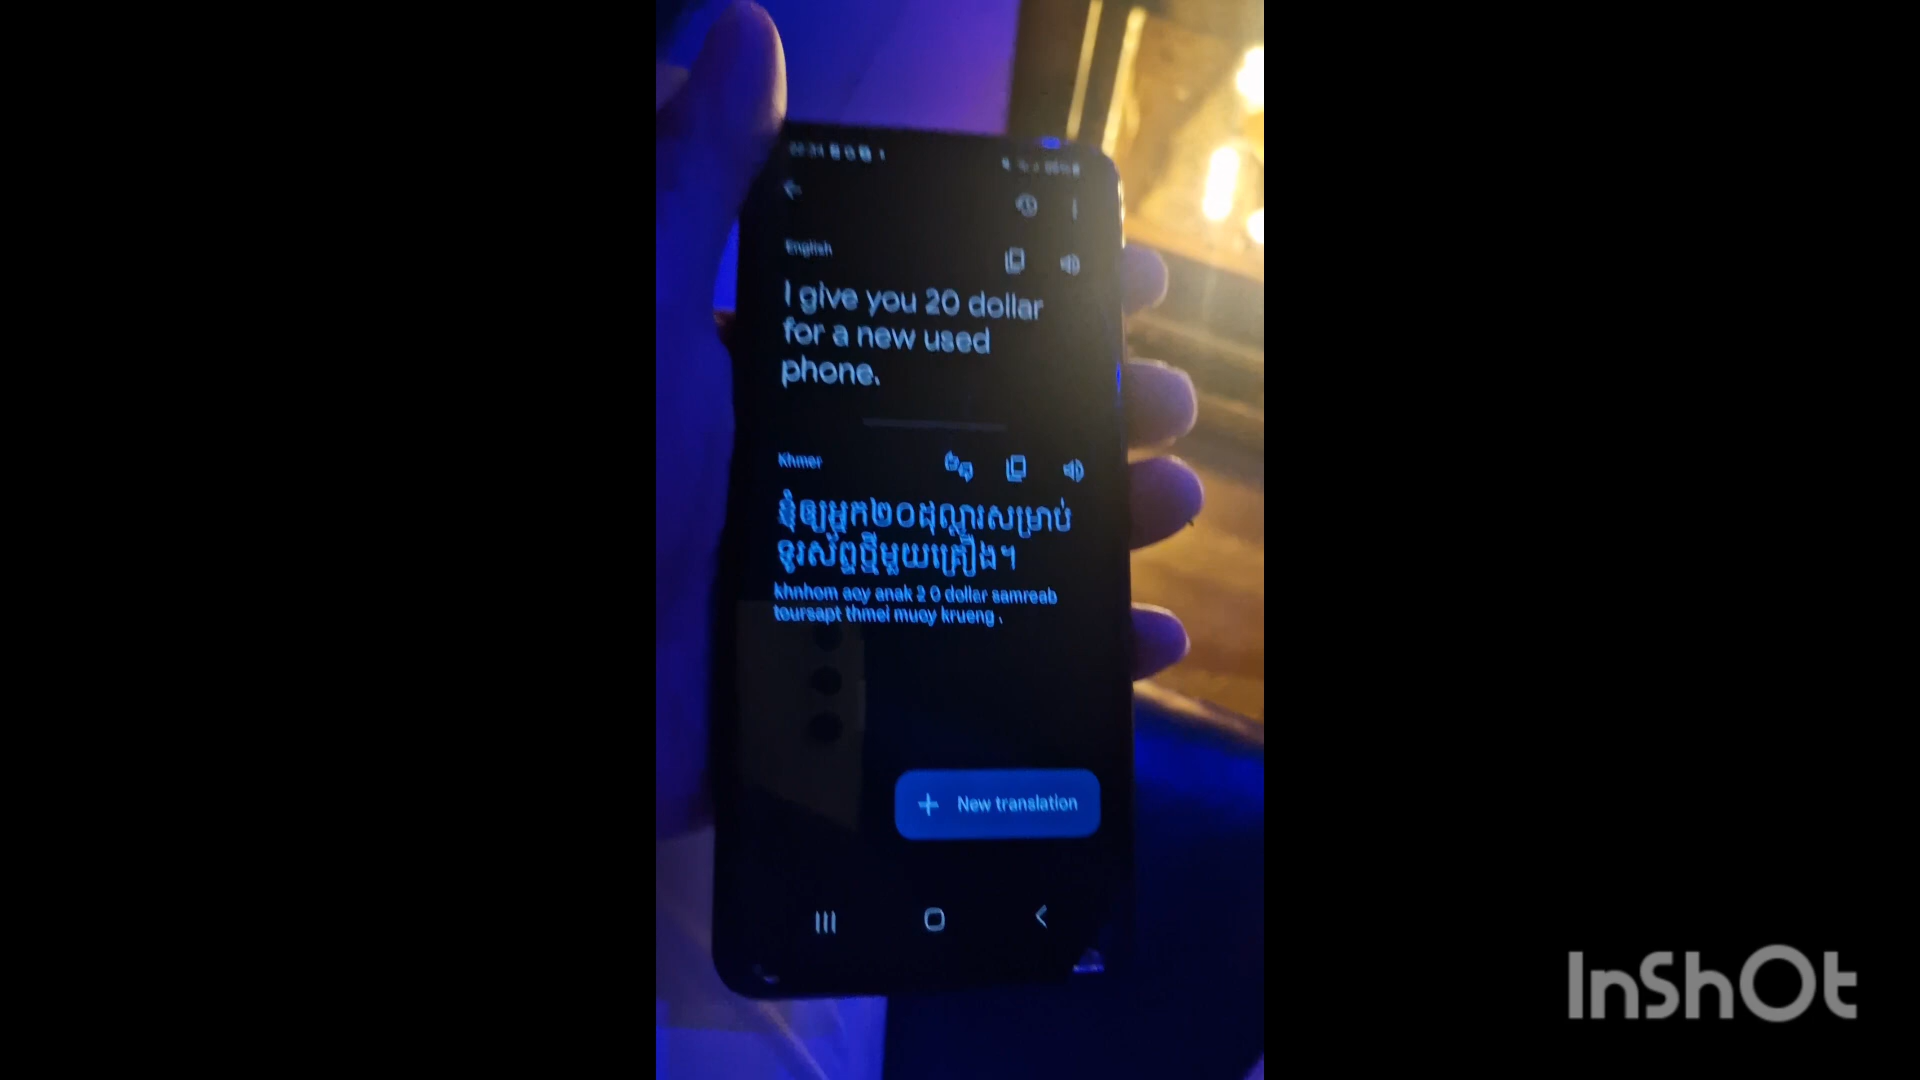 English
I give you 20 dollar
for a new used
phone.
Khmer
ខ្ញុំឲ្យអ្នក២០ដុល្លារសម្រាប់
ទូរស័ព្ទថ្មីមួយគ្រឿង។
khnhom aoy anak 2 0 dollar samreab
toursapt thmei muoy krueng .
New translation
InShOt